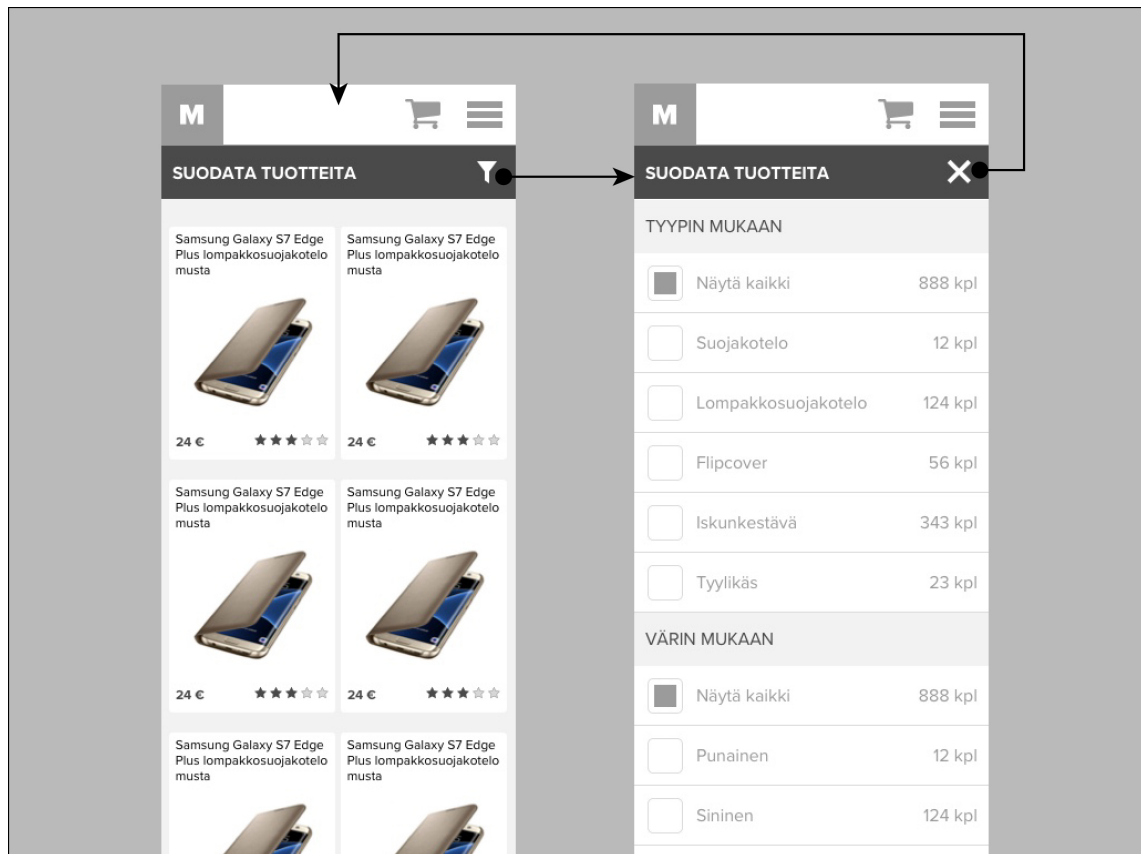 M
SUODATA TUOTTEITA
Samsung Galaxy S7 Edge
Plus lompakkosuojakotelo
musta
24 €
Samsung Galaxy S7 Edge
Plus lompakkosuojakotelo
musta
24 €
Samsung Galaxy S7 Edge
Plus lompakkosuojakotelo
musta
24 €
Samsung Galaxy S7 Edge
Plus lompakkosuojakotelo
musta
24 €
Samsung Galaxy S7 Edge
Plus lompakkosuojakotelo
musta
Samsung Galaxy S7 Edge
Plus lompakkosuojakotelo
musta
M
SUODATA TUOTTEITA
TYYPIN MUKAAN
Näytä kaikki 888 kpl
Suojakotelo 12 kpl
Lompakkosuojakotelo 124 kpl
Flipcover 56 kpl
Iskunkestävä 343 kpl
Tyylikäs 23 kpl
VÄRIN MUKAAN
Näytä kaikki 888 kpl
Punainen 12 kpl
Sininen 124 kpl